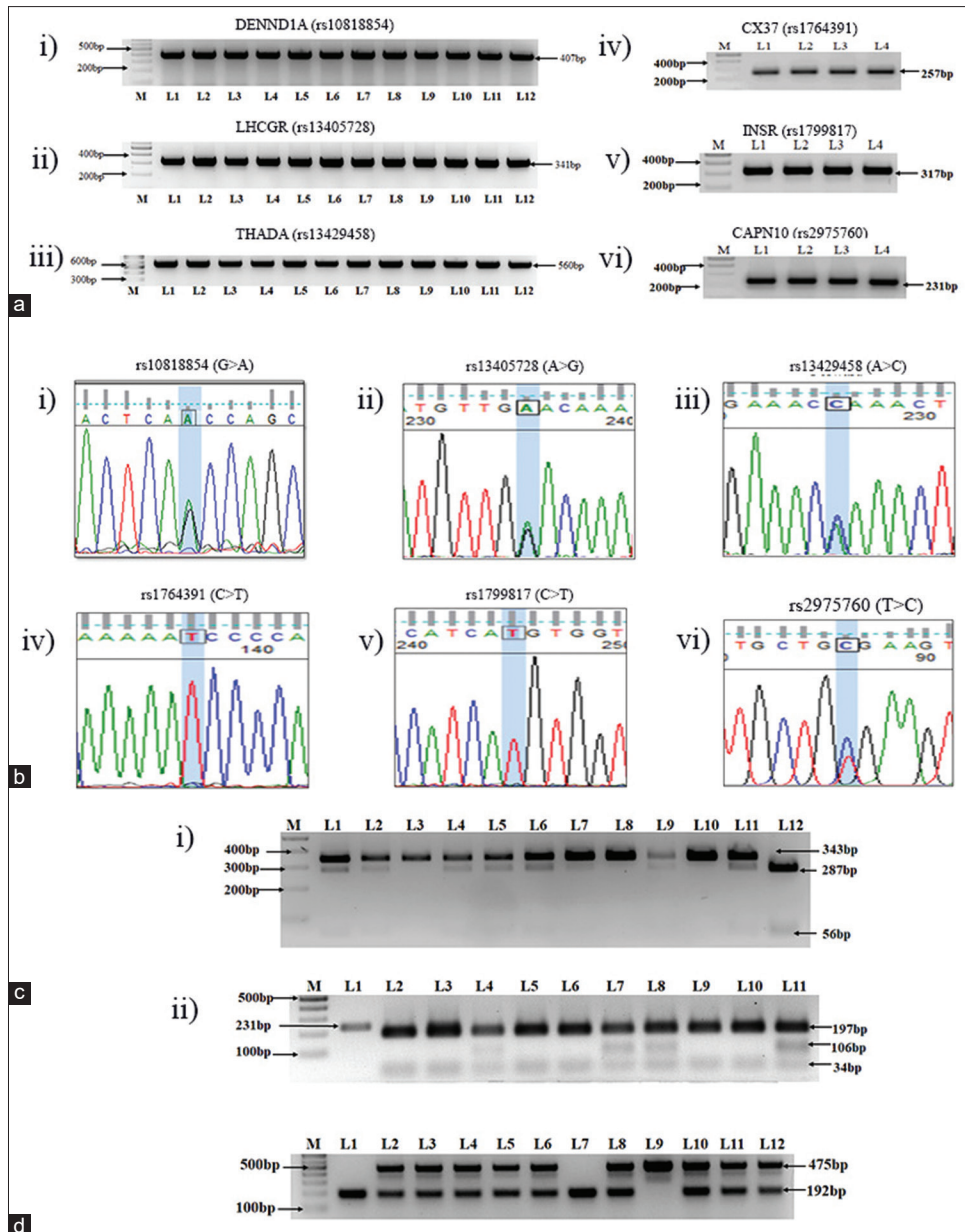 DENND1A (rs10818854)
i)
500bp
200bp
407bp
M L1 L2 L3 L4 L5 L6 L7 L8 L9 L10 L11 L12
LHCGR (rs13405728)
ii)
400bp
200bp
341bp
M L1 L2 L3 L4 L5 L6 L7 L8 L9 L10 L11 L12
THADA (rs13429458)
iii)
600bp
300bp
560bp
M L1 L2 L3 L4 L5 L6 L7 L8 L9 L10 L11 L12
CX37 (rs1764391)
iv)
M L1 L2 L3 L4
400bp
200bp
257bp
INSR (rs1799817)
v)
M L1 L2 L3 L4
400bp
200bp
317bp
CAPN10 (rs2975760)
vi)
M L1 L2 L3 L4
400bp
200bp
231bp
a
rs10818854 (G>A)
i)
A C T C A A C C A G C
rs13405728 (A>G)
ii)
T G T T G A A C A A A
230 240
rs13429458 (A>C)
iii)
G A A A C C A A A C T
230
rs1764391 (C>T)
iv)
A A A A A T C C C C A
140
rs1799817 (C>T)
v)
C A T C A T G T G G T
240 250
rs2975760 (T>C)
vi)
T G C T G C G A A G T
90
b
i)
M L1 L2 L3 L4 L5 L6 L7 L8 L9 L10 L11 L12
400bp
300bp
200bp
343bp
287bp
56bp
c
ii)
M L1 L2 L3 L4 L5 L6 L7 L8 L9 L10 L11
500bp
231bp
100bp
197bp
106bp
34bp
M L1 L2 L3 L4 L5 L6 L7 L8 L9 L10 L11 L12
500bp
100bp
475bp
192bp
d